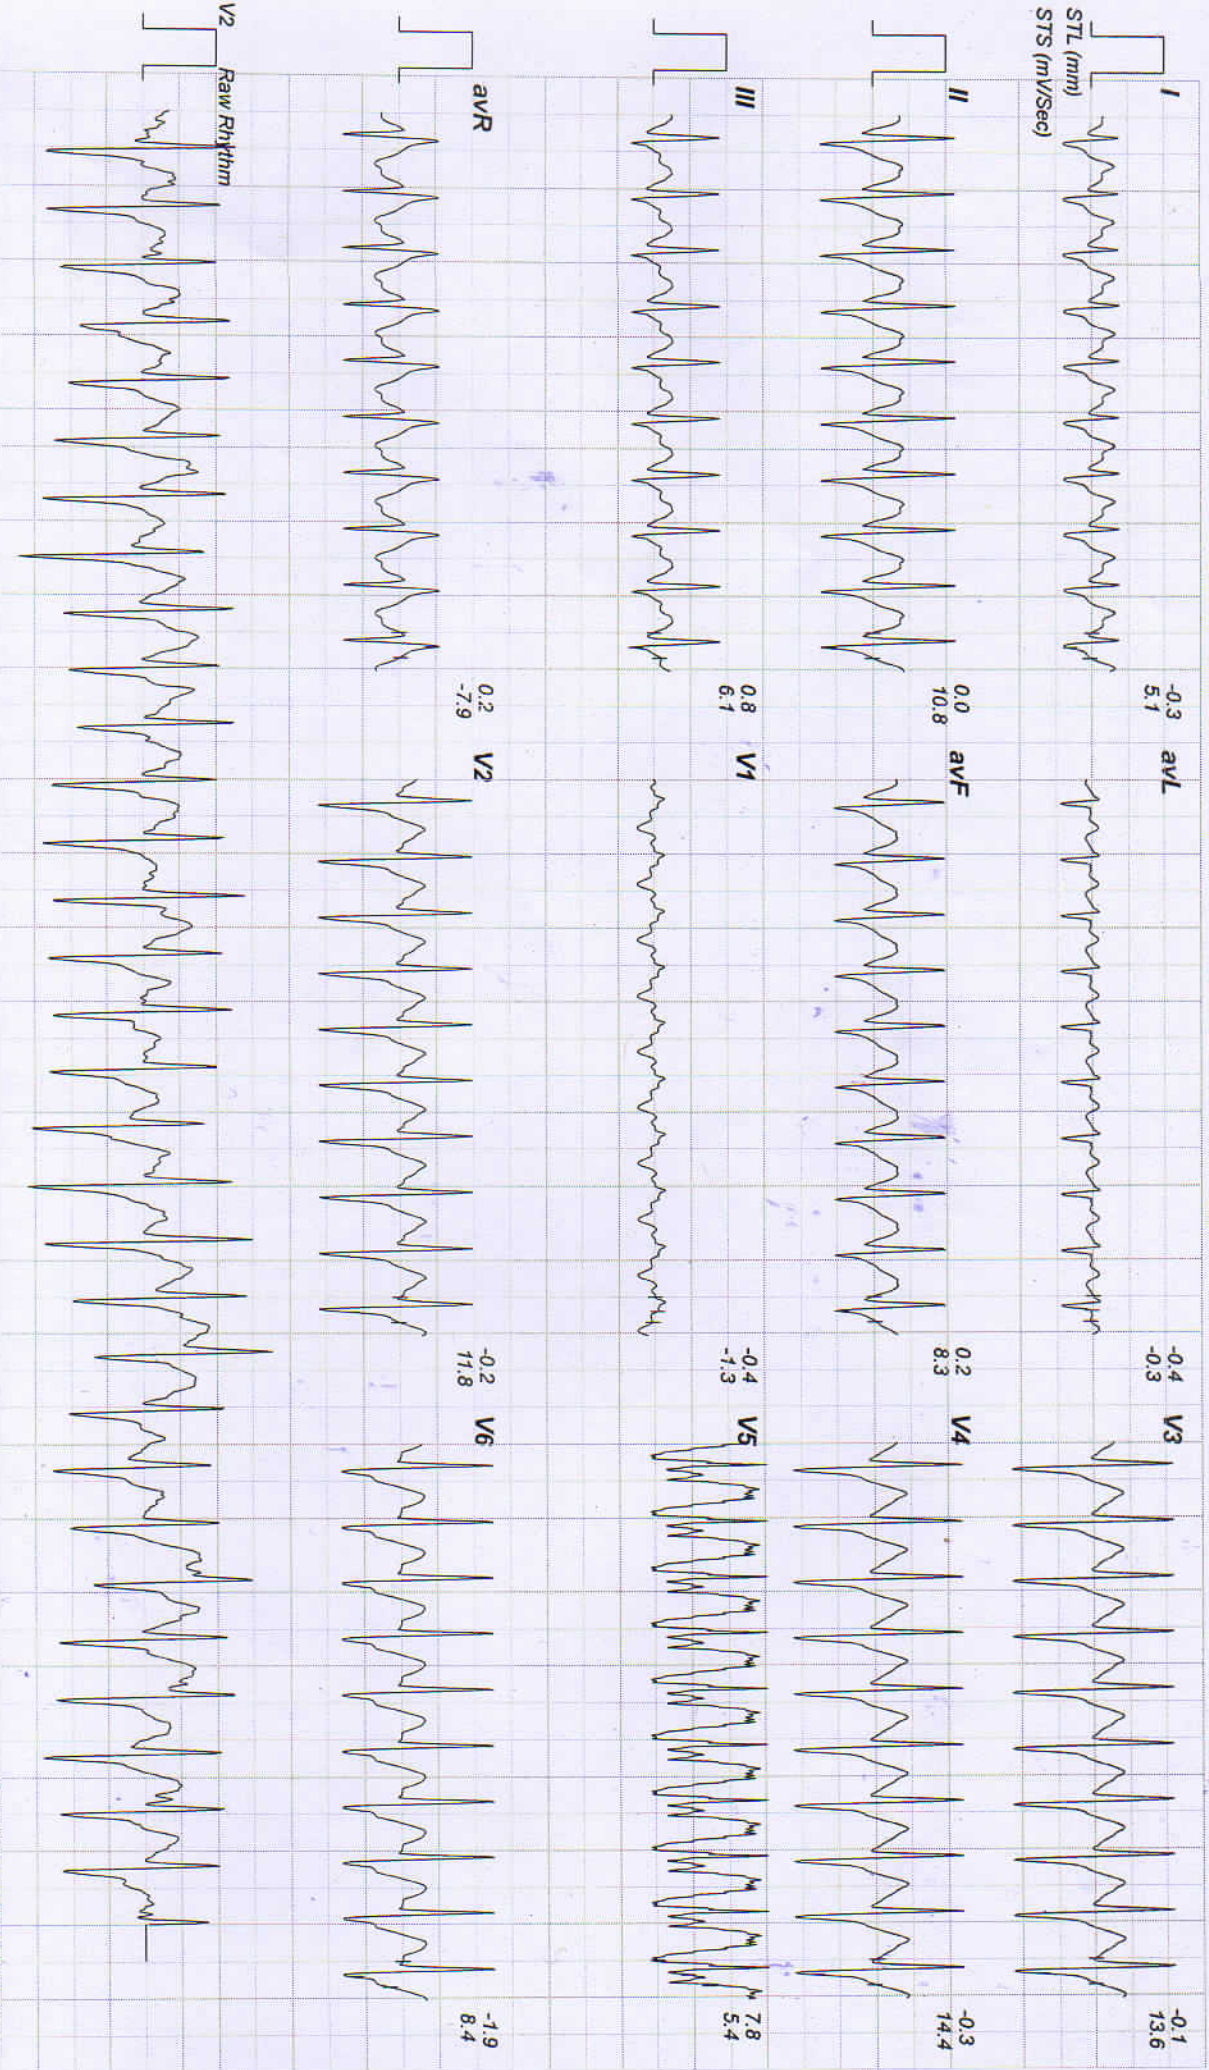 STL (mm)
STS (mV/Sec)
I
-0.3
5.1
avL
-0.4
-0.3
V3
-0.1
13.6
II
0.0
10.8
avF
0.2
8.3
V4
-0.3
14.4
III
0.8
6.1
V1
-0.4
-1.3
V5
7.8
5.4
avR
0.2
-7.9
V2
-0.2
11.8
V6
-1.9
8.4
V2 Raw Rhythm